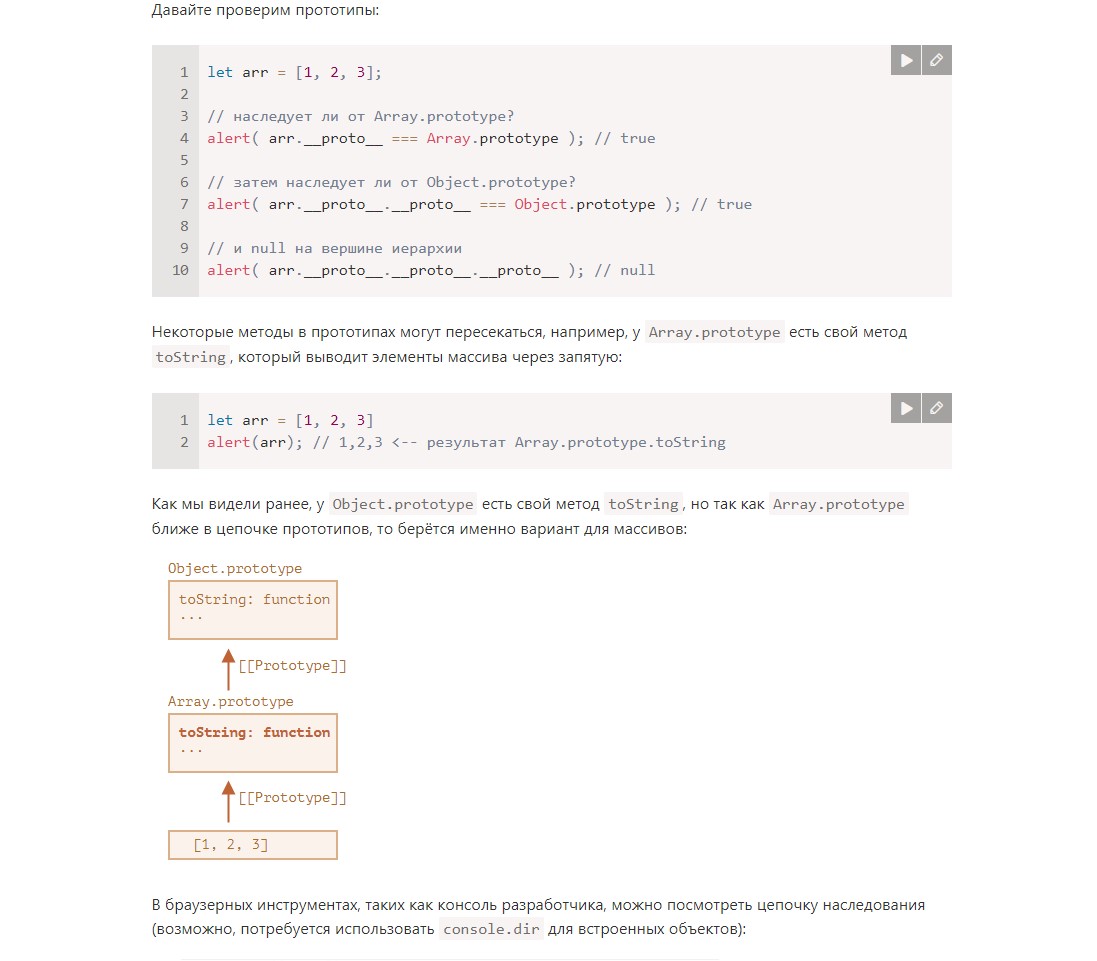 Давайте проверим прототипы:
1 let arr = [1, 2, 3];
2
3 // наследует ли от Array.prototype?
4 alert( arr.__proto__ === Array.prototype ); // true
5
6 // затем наследует ли от Object.prototype?
7 alert( arr.__proto__.__proto__ === Object.prototype ); // true
8
9 // и null на вершине иерархии
10 alert( arr.__proto__.__proto__.__proto__ ); // null
Некоторые методы в прототипах могут пересекаться, например, у Array.prototype есть свой метод
toString, который выводит элементы массива через запятую:
1 let arr = [1, 2, 3]
2 alert(arr); // 1,2,3 <-- результат Array.prototype.toString
Как мы видели ранее, у Object.prototype есть свой метод toString, но так как Array.prototype
ближе в цепочке прототипов, то берётся именно вариант для массивов:
Object.prototype
toString: function
...
[[Prototype]]
Array.prototype
toString: function
...
[[Prototype]]
[1, 2, 3]
В браузерных инструментах, таких как консоль разработчика, можно посмотреть цепочку наследования
(возможно, потребуется использовать console.dir для встроенных объектов):